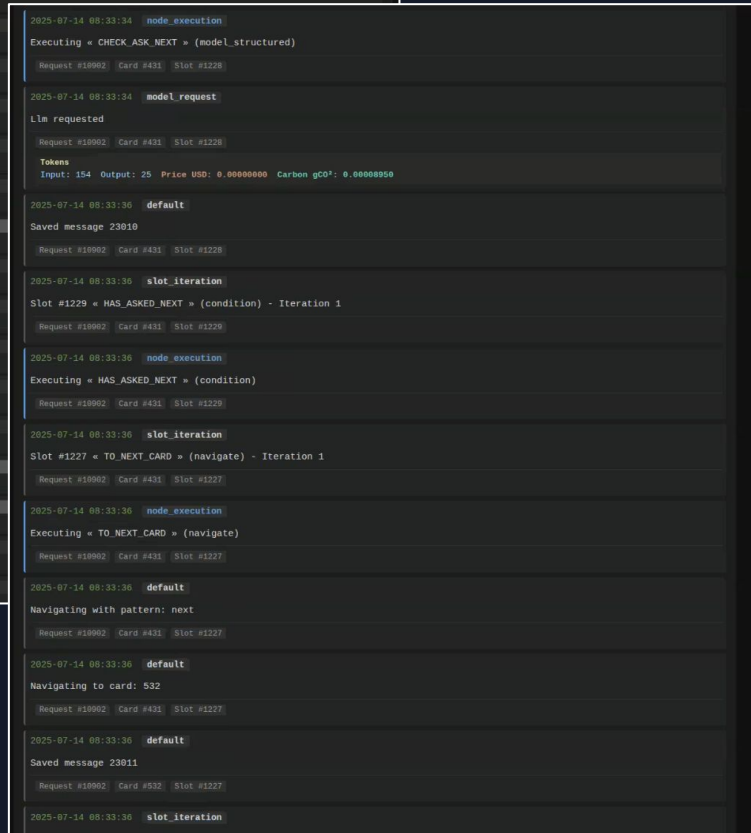 2025-07-14 08:33:34 node_execution
Executing « CHECK_ASK_NEXT » (model_structured)
Request #10902 Card #431 Slot #1228
2025-07-14 08:33:34 model_request
Llm requested
Request #10902 Card #431 Slot #1228
Tokens
Input: 154 Output: 25 Price USD: 0.00000000 Carbon gCO²: 0.00008950
2025-07-14 08:33:36 default
Saved message 23010
Request #10902 Card #431 Slot #1228
2025-07-14 08:33:36 slot_iteration
Slot #1229 « HAS_ASKED_NEXT » (condition) - Iteration 1
Request #10902 Card #431 Slot #1229
2025-07-14 08:33:36 node_execution
Executing « HAS_ASKED_NEXT » (condition)
Request #10902 Card #431 Slot #1229
2025-07-14 08:33:36 slot_iteration
Slot #1227 « TO_NEXT_CARD » (navigate) - Iteration 1
Request #10902 Card #431 Slot #1227
2025-07-14 08:33:36 node_execution
Executing « TO_NEXT_CARD » (navigate)
Request #10902 Card #431 Slot #1227
2025-07-14 08:33:36 default
Navigating with pattern: next
Request #10902 Card #431 Slot #1227
2025-07-14 08:33:36 default
Navigating to card: 532
Request #10902 Card #431 Slot #1227
2025-07-14 08:33:36 default
Saved message 23011
Request #10902 Card #532 Slot #1227
2025-07-14 08:33:36 slot_iteration